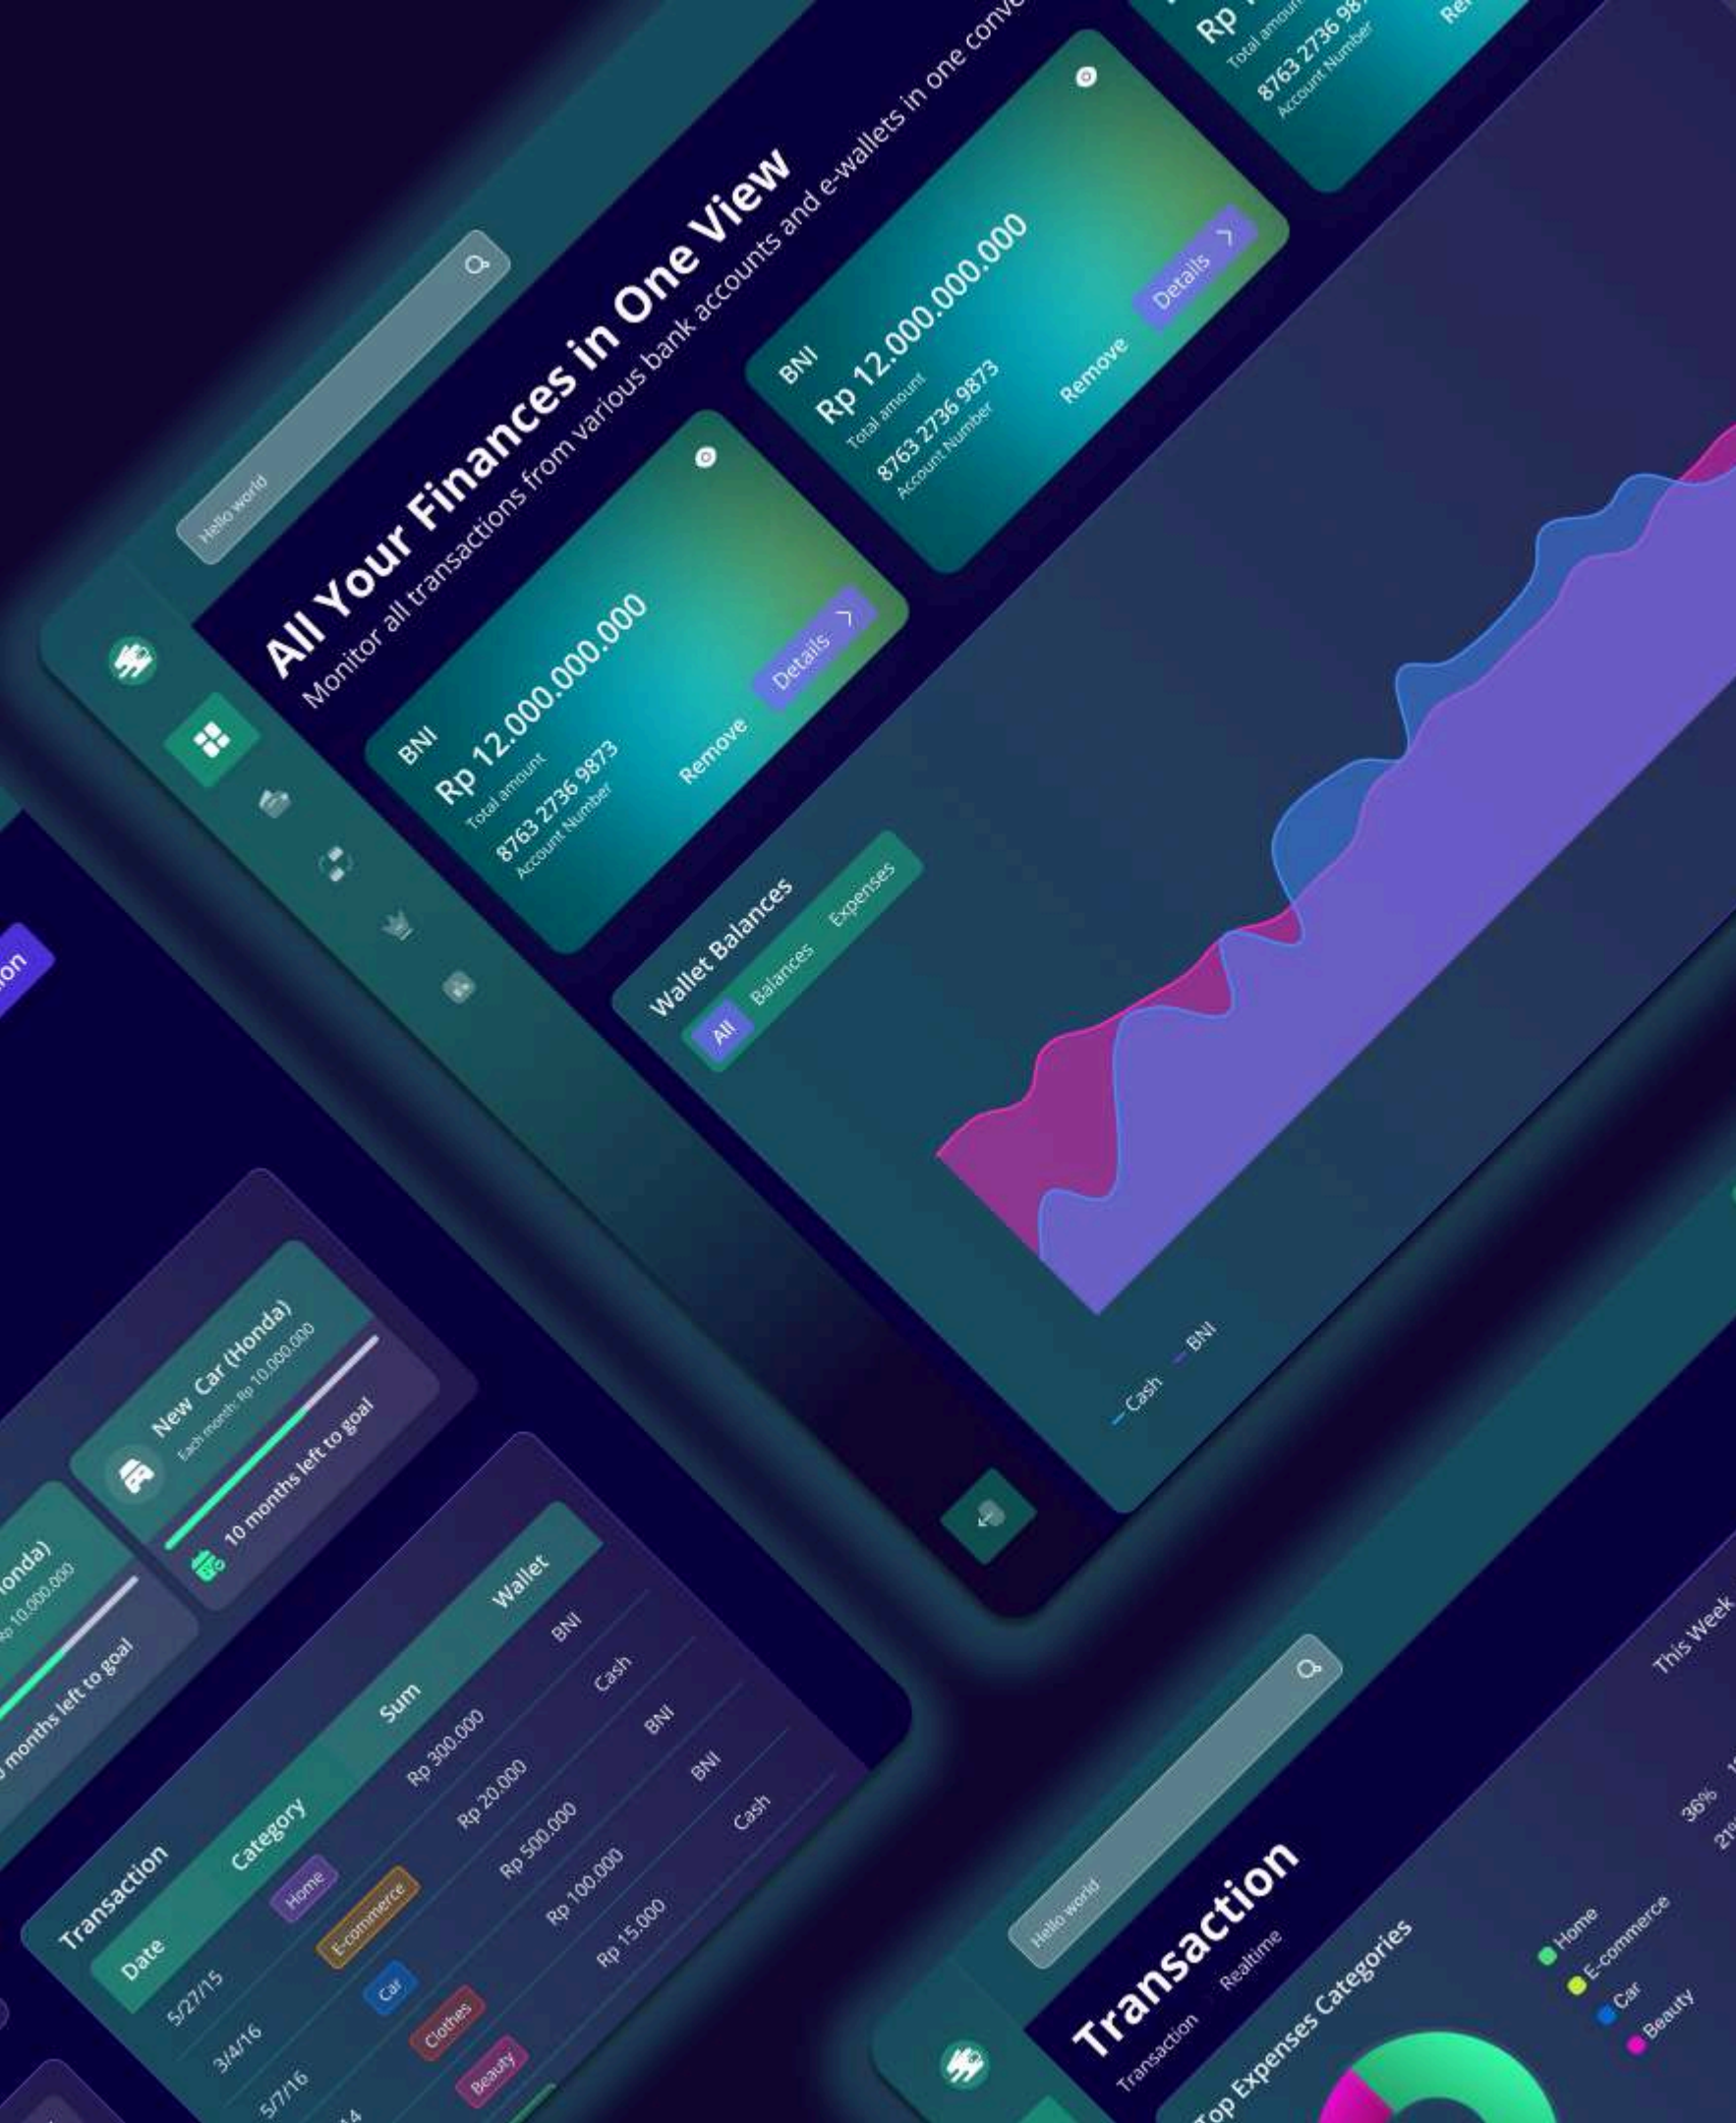 Hello world
All Your Finances in One View
Monitor all transactions from various bank accounts and e-wallets in one
BNI
Rp 12.000.000.000
Total amount
8763 2736 9873
Account Number
Remove
Details
BNI
Rp 12.000.000.000
Total amount
8763 2736 9873
Account Number
Remove
Details
Rp
Total amount
8763 2736
Account Number
Wallet Balances
All Balances Expenses
Cash BNI
New Car (Honda)
Each month: Rp 10.000.000
10 months left to goal
Rp 10.000.000
months left to goal
Transaction
Date Category Sum Wallet
5/27/15 Home Rp 300.000 BNI
3/4/16 E-commerce Rp 20.000 Cash
5/7/16 Car Rp 500.000 BNI
Clothes Rp 100.000 BNI
Beauty Rp 15.000 Cash
Hello world
Transaction
Transaction Realtime
Top Expenses Categories
This Week
Home 36%
E-commerce
Car
Beauty